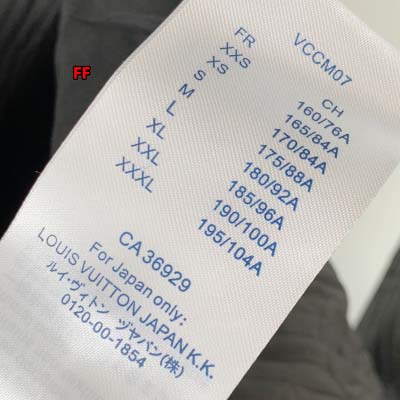 FF
VCCM07
FR CH
XXS 160/76A
XS 165/84A
S 170/84A
M 175/88A
L 180/92A
XL 185/96A
XXL 190/100A
XXXL 195/104A
CA 36929
For Japan only:
LOUIS VUITTON JAPAN K.K.
ルイ・ヴィトン ヅャパン(株)
0120-00-1854